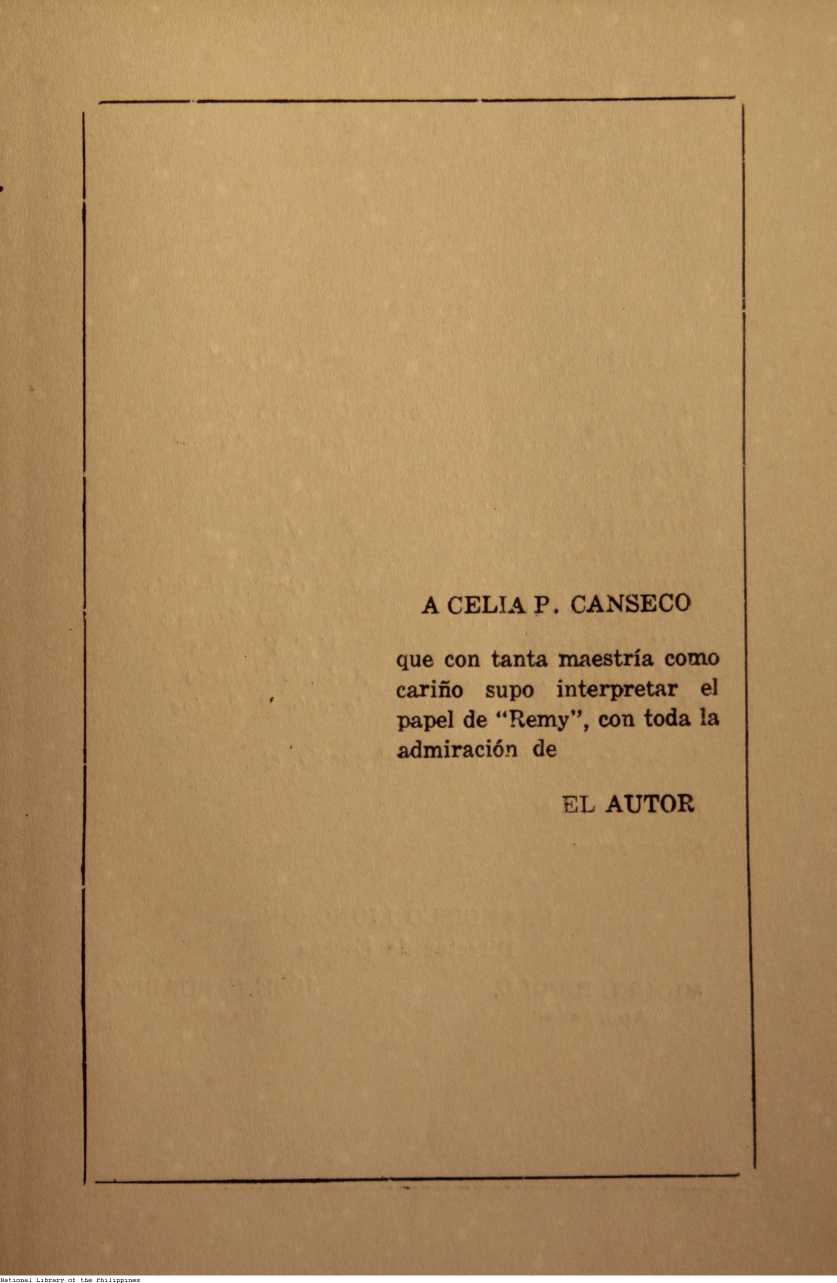 A CELIA P. CANSECO
que con tanta maestría como
cariño supo interpretar el
papel de “Remy”, con toda la
admiración de
EL AUTOR
National Library of the Philippines